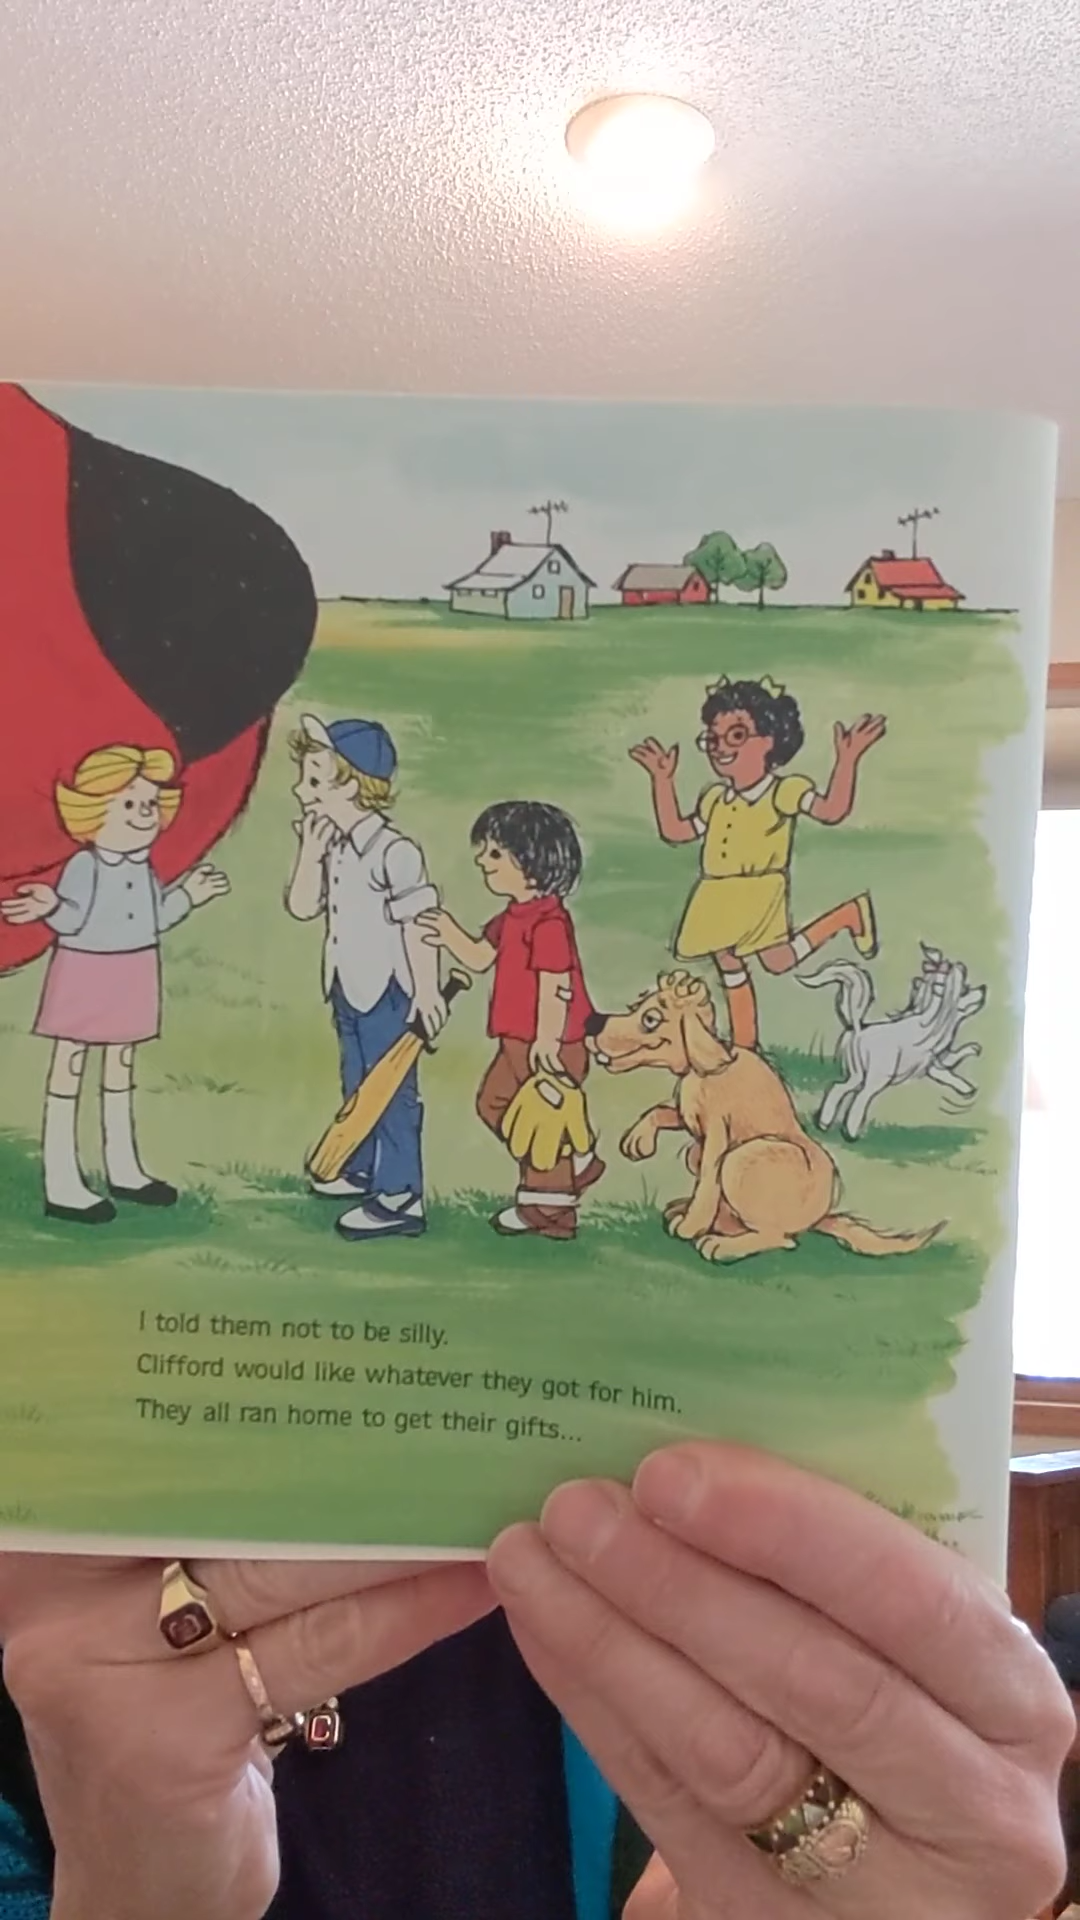 I told them not to be silly.
Clifford would like whatever they got for him.
They all ran home to get their gifts...
C